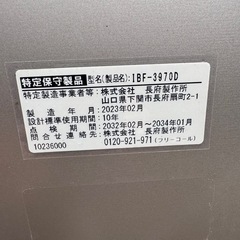 特定保守製品 型名(製品名): IBF-3970D
特定製造事業者等: 株式会社 長府製作所
山口県下関市長府扇町2-1
製造年月: 2023年02月
設計標準使用期間: 10年
点検期間: 2032年02月～2034年01月
問合せ連絡先: 株式会社 長府製作所
10236000 0120-921-971 (フリーコール)